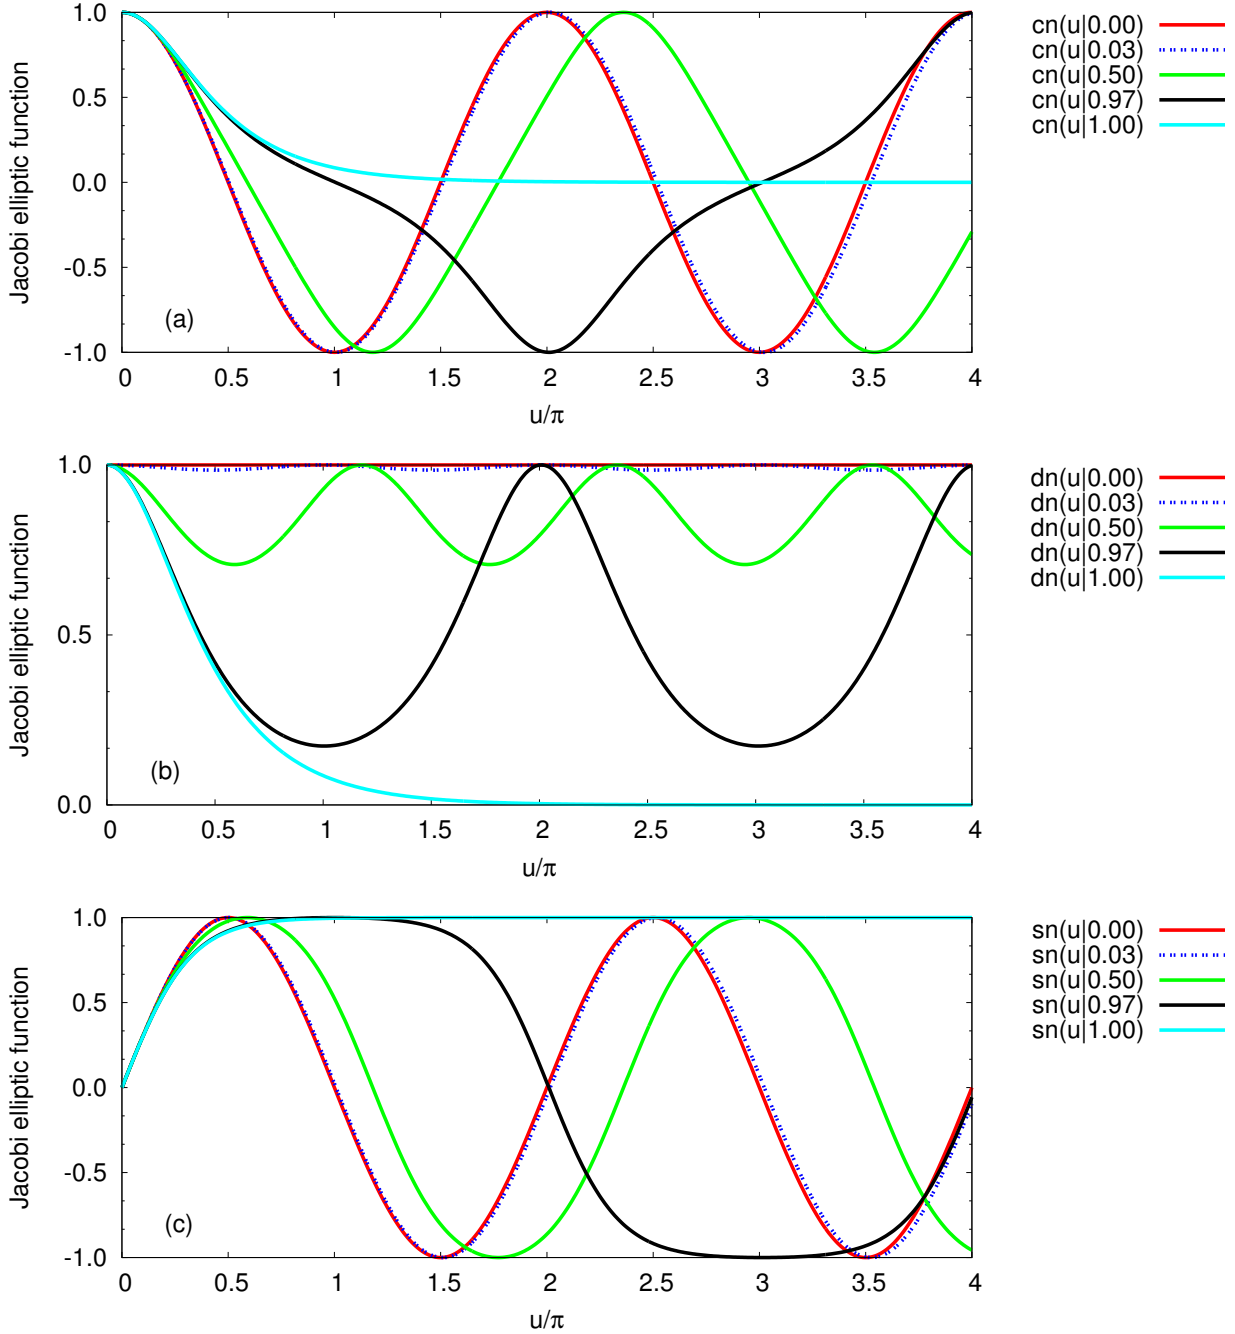 1.0
0.5
0.0
-0.5
-1.0
Jacobi elliptic function
(a)
0 0.5 1 1.5 2 2.5 3 3.5 4
u/π
cn(u|0.00)
cn(u|0.03)
cn(u|0.50)
cn(u|0.97)
cn(u|1.00)
1.0
0.5
0.0
Jacobi elliptic function
(b)
0 0.5 1 1.5 2 2.5 3 3.5 4
u/π
dn(u|0.00)
dn(u|0.03)
dn(u|0.50)
dn(u|0.97)
dn(u|1.00)
1.0
0.5
0.0
-0.5
-1.0
Jacobi elliptic function
(c)
0 0.5 1 1.5 2 2.5 3 3.5 4
u/π
sn(u|0.00)
sn(u|0.03)
sn(u|0.50)
sn(u|0.97)
sn(u|1.00)